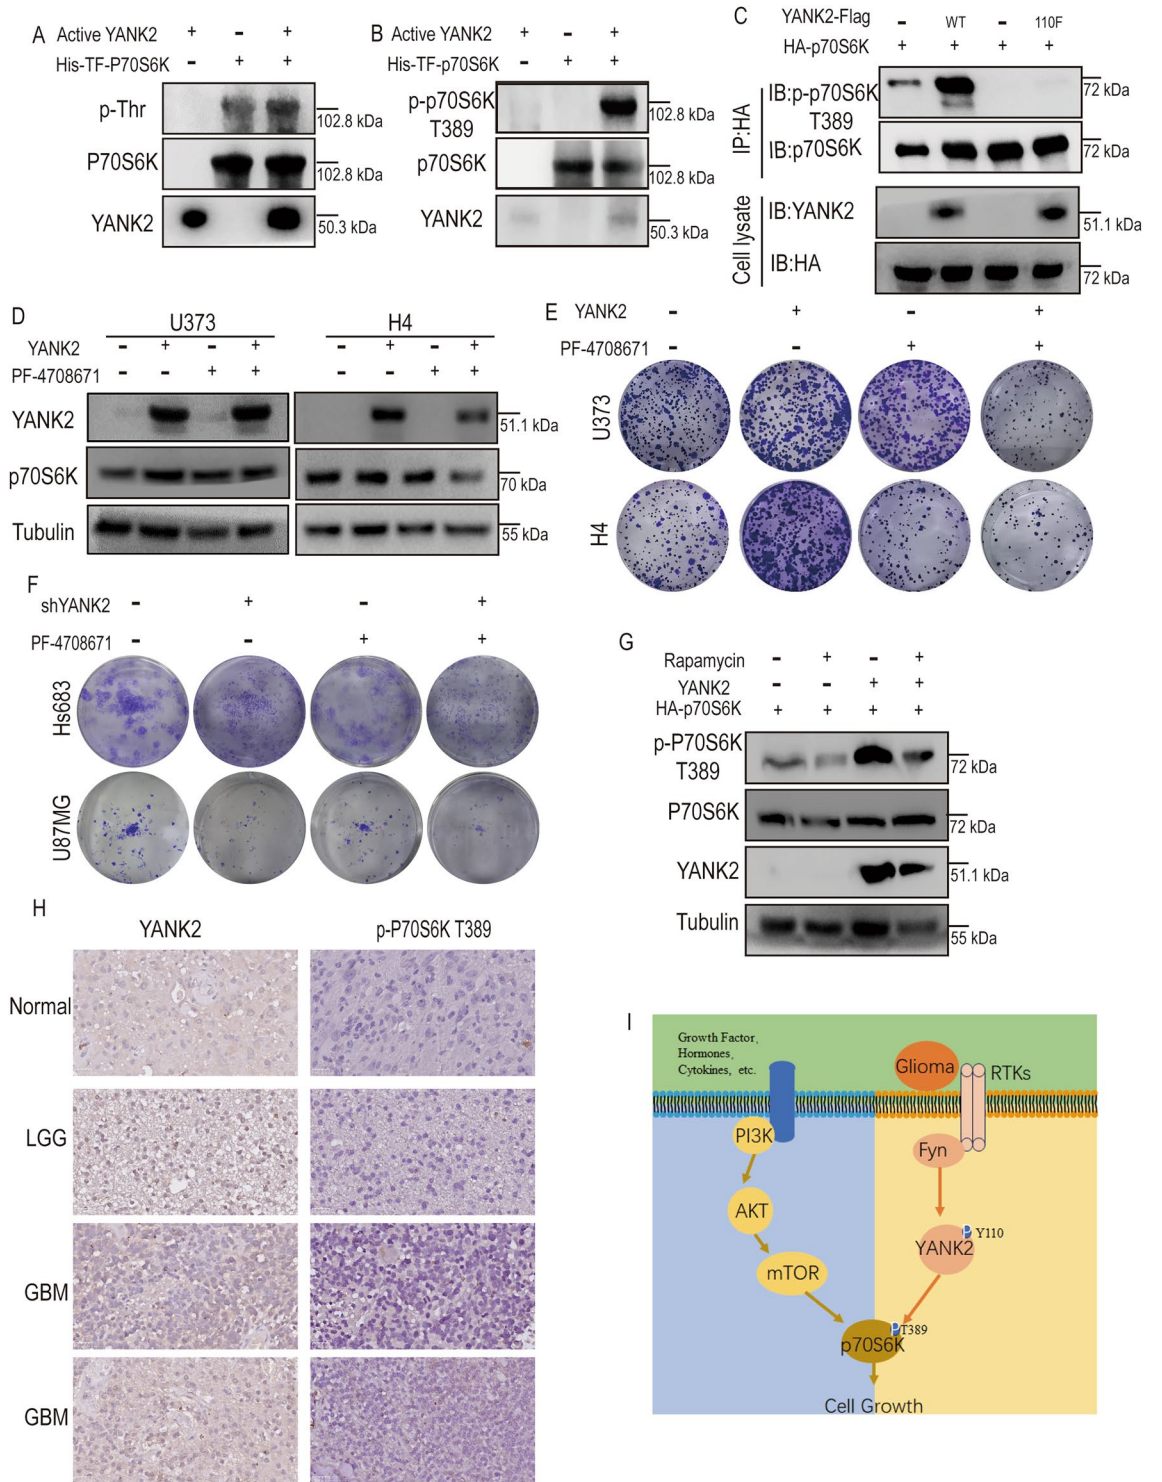 A
Active YANK2 + - +
His-TF-P70S6K - + +
p-Thr
102.8 kDa
P70S6K
102.8 kDa
YANK2
50.3 kDa
B
Active YANK2 + - +
His-TF-p70S6K - + +
p-p70S6K
T389
102.8 kDa
p70S6K
102.8 kDa
YANK2
50.3 kDa
C
YANK2-Flag - WT - 110F
HA-p70S6K + + + +
IP:HA
IB:p-p70S6K
T389
72 kDa
IB:p70S6K
72 kDa
Cell lysate
IB:YANK2
51.1 kDa
IB:HA
72 kDa
D
U373 H4
YANK2 - + - + - + - +
PF-4708671 - - + + - - + +
YANK2
51.1 kDa
p70S6K
70 kDa
Tubulin
55 kDa
E
YANK2 - + +
PF-4708671 - - + +
U373
H4
F
shYANK2 - + - +
PF-4708671 - - + +
Hs683
U87MG
G
Rapamycin - + - +
YANK2 - - + +
HA-p70S6K + + + +
p-P70S6K
T389
72 kDa
P70S6K
72 kDa
YANK2
51.1 kDa
Tubulin
55 kDa
H
YANK2 p-P70S6K T389
Normal
LGG
GBM
GBM
I
Growth Factor,
Hormones,
Cytokines, etc.
Glioma
RTKs
PI3K
Fyn
AKT
P Y110
YANK2
mTOR
P T389
p70S6K
Cell Growth